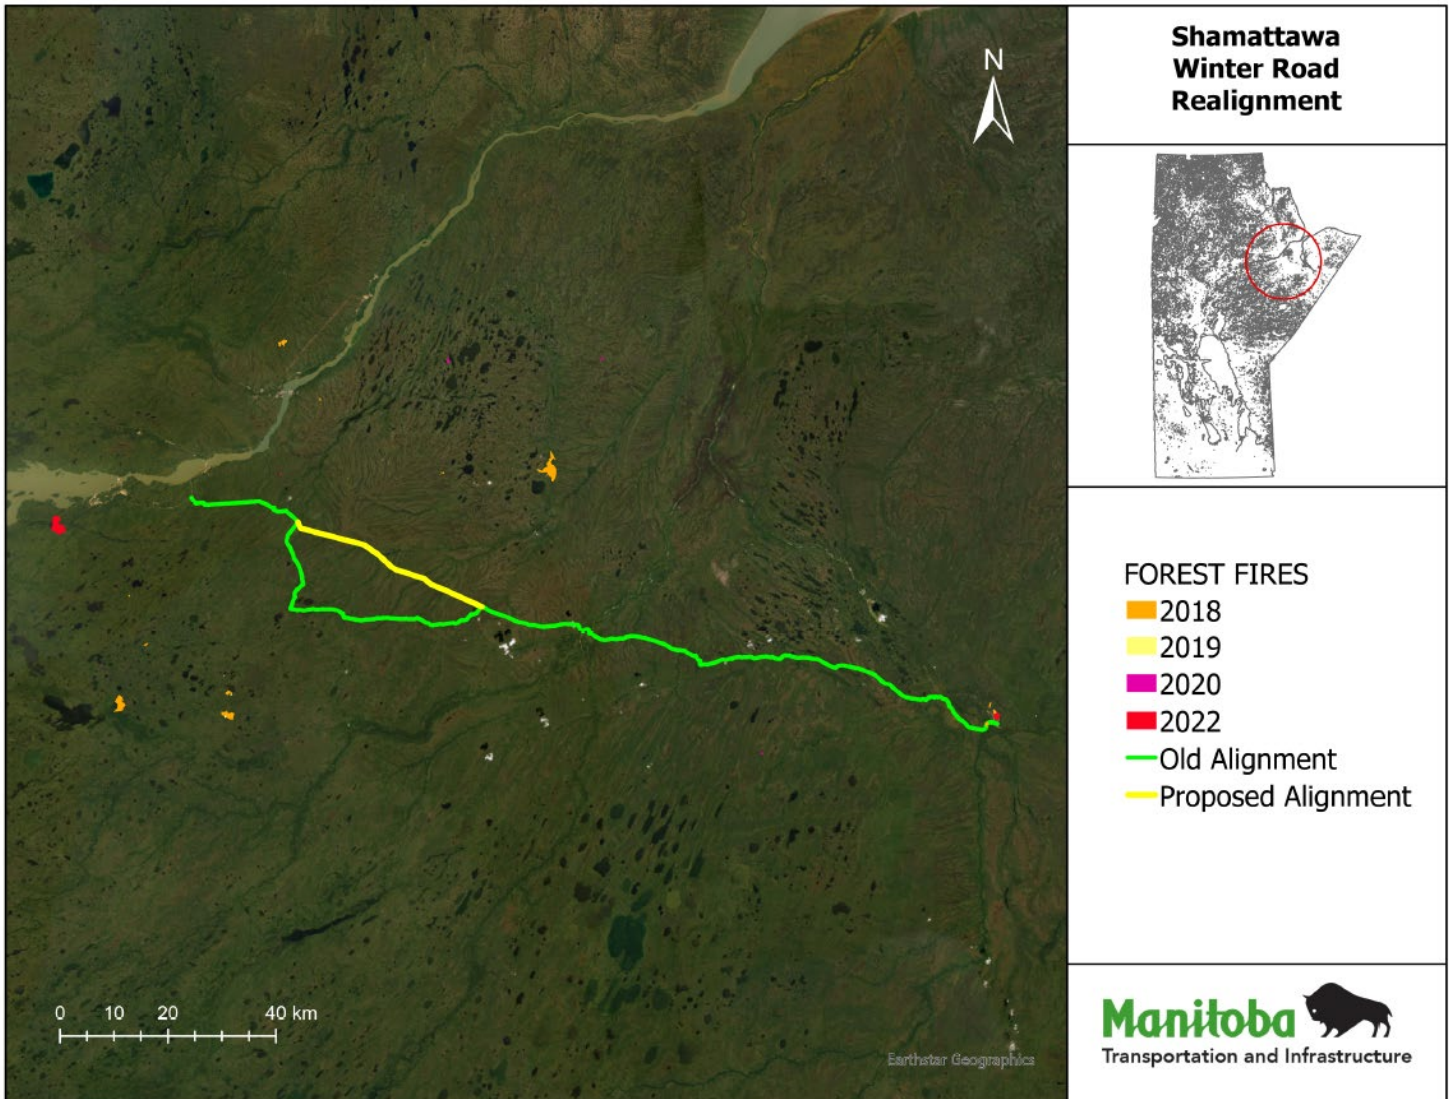 Shamattawa
Winter Road
Realignment
N
FOREST FIRES
2018
2019
2020
2022
Old Alignment
Proposed Alignment
0 10 20 40 km
Earthstar Geographics
Manitoba
Transportation and Infrastructure